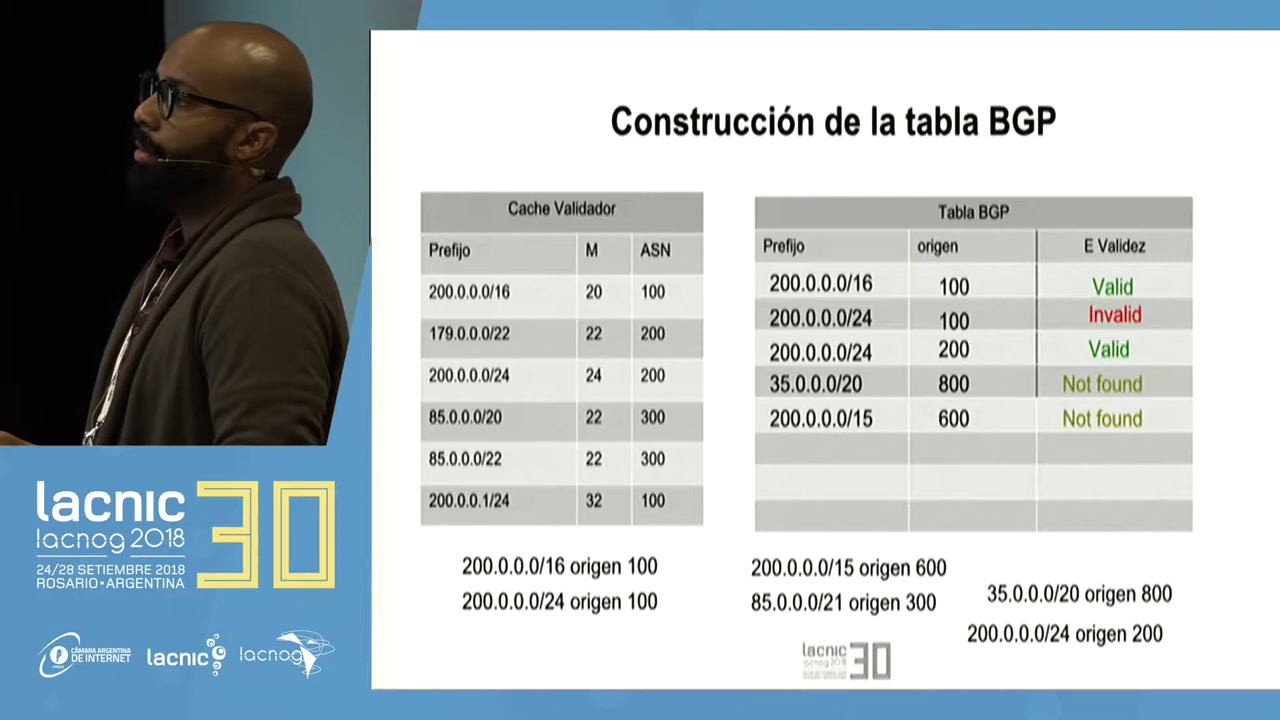 Construcción de la tabla BGP
Cache Validador
Prefijo M ASN
200.0.0.0/16 20 100
179.0.0.0/22 22 200
200.0.0.0/24 24 200
85.0.0.0/20 22 300
85.0.0.0/22 22 300
200.0.0.1/24 32 100
Tabla BGP
Prefijo origen E Validez
200.0.0.0/16 100 Valid
200.0.0.0/24 100 Invalid
200.0.0.0/24 200 Valid
35.0.0.0/20 800 Not found
200.0.0.0/15 600 Not found
200.0.0.0/16 origen 100
200.0.0.0/24 origen 100
200.0.0.0/15 origen 600
85.0.0.0/21 origen 300
35.0.0.0/20 origen 800
200.0.0.0/24 origen 200
lacnic 30
lacnic 30
lacnog 2018
24/28 SETIEMBRE 2018
ROSARIO • ARGENTINA
CÁMARA ARGENTINA
DE INTERNET
lacnic
lacnog